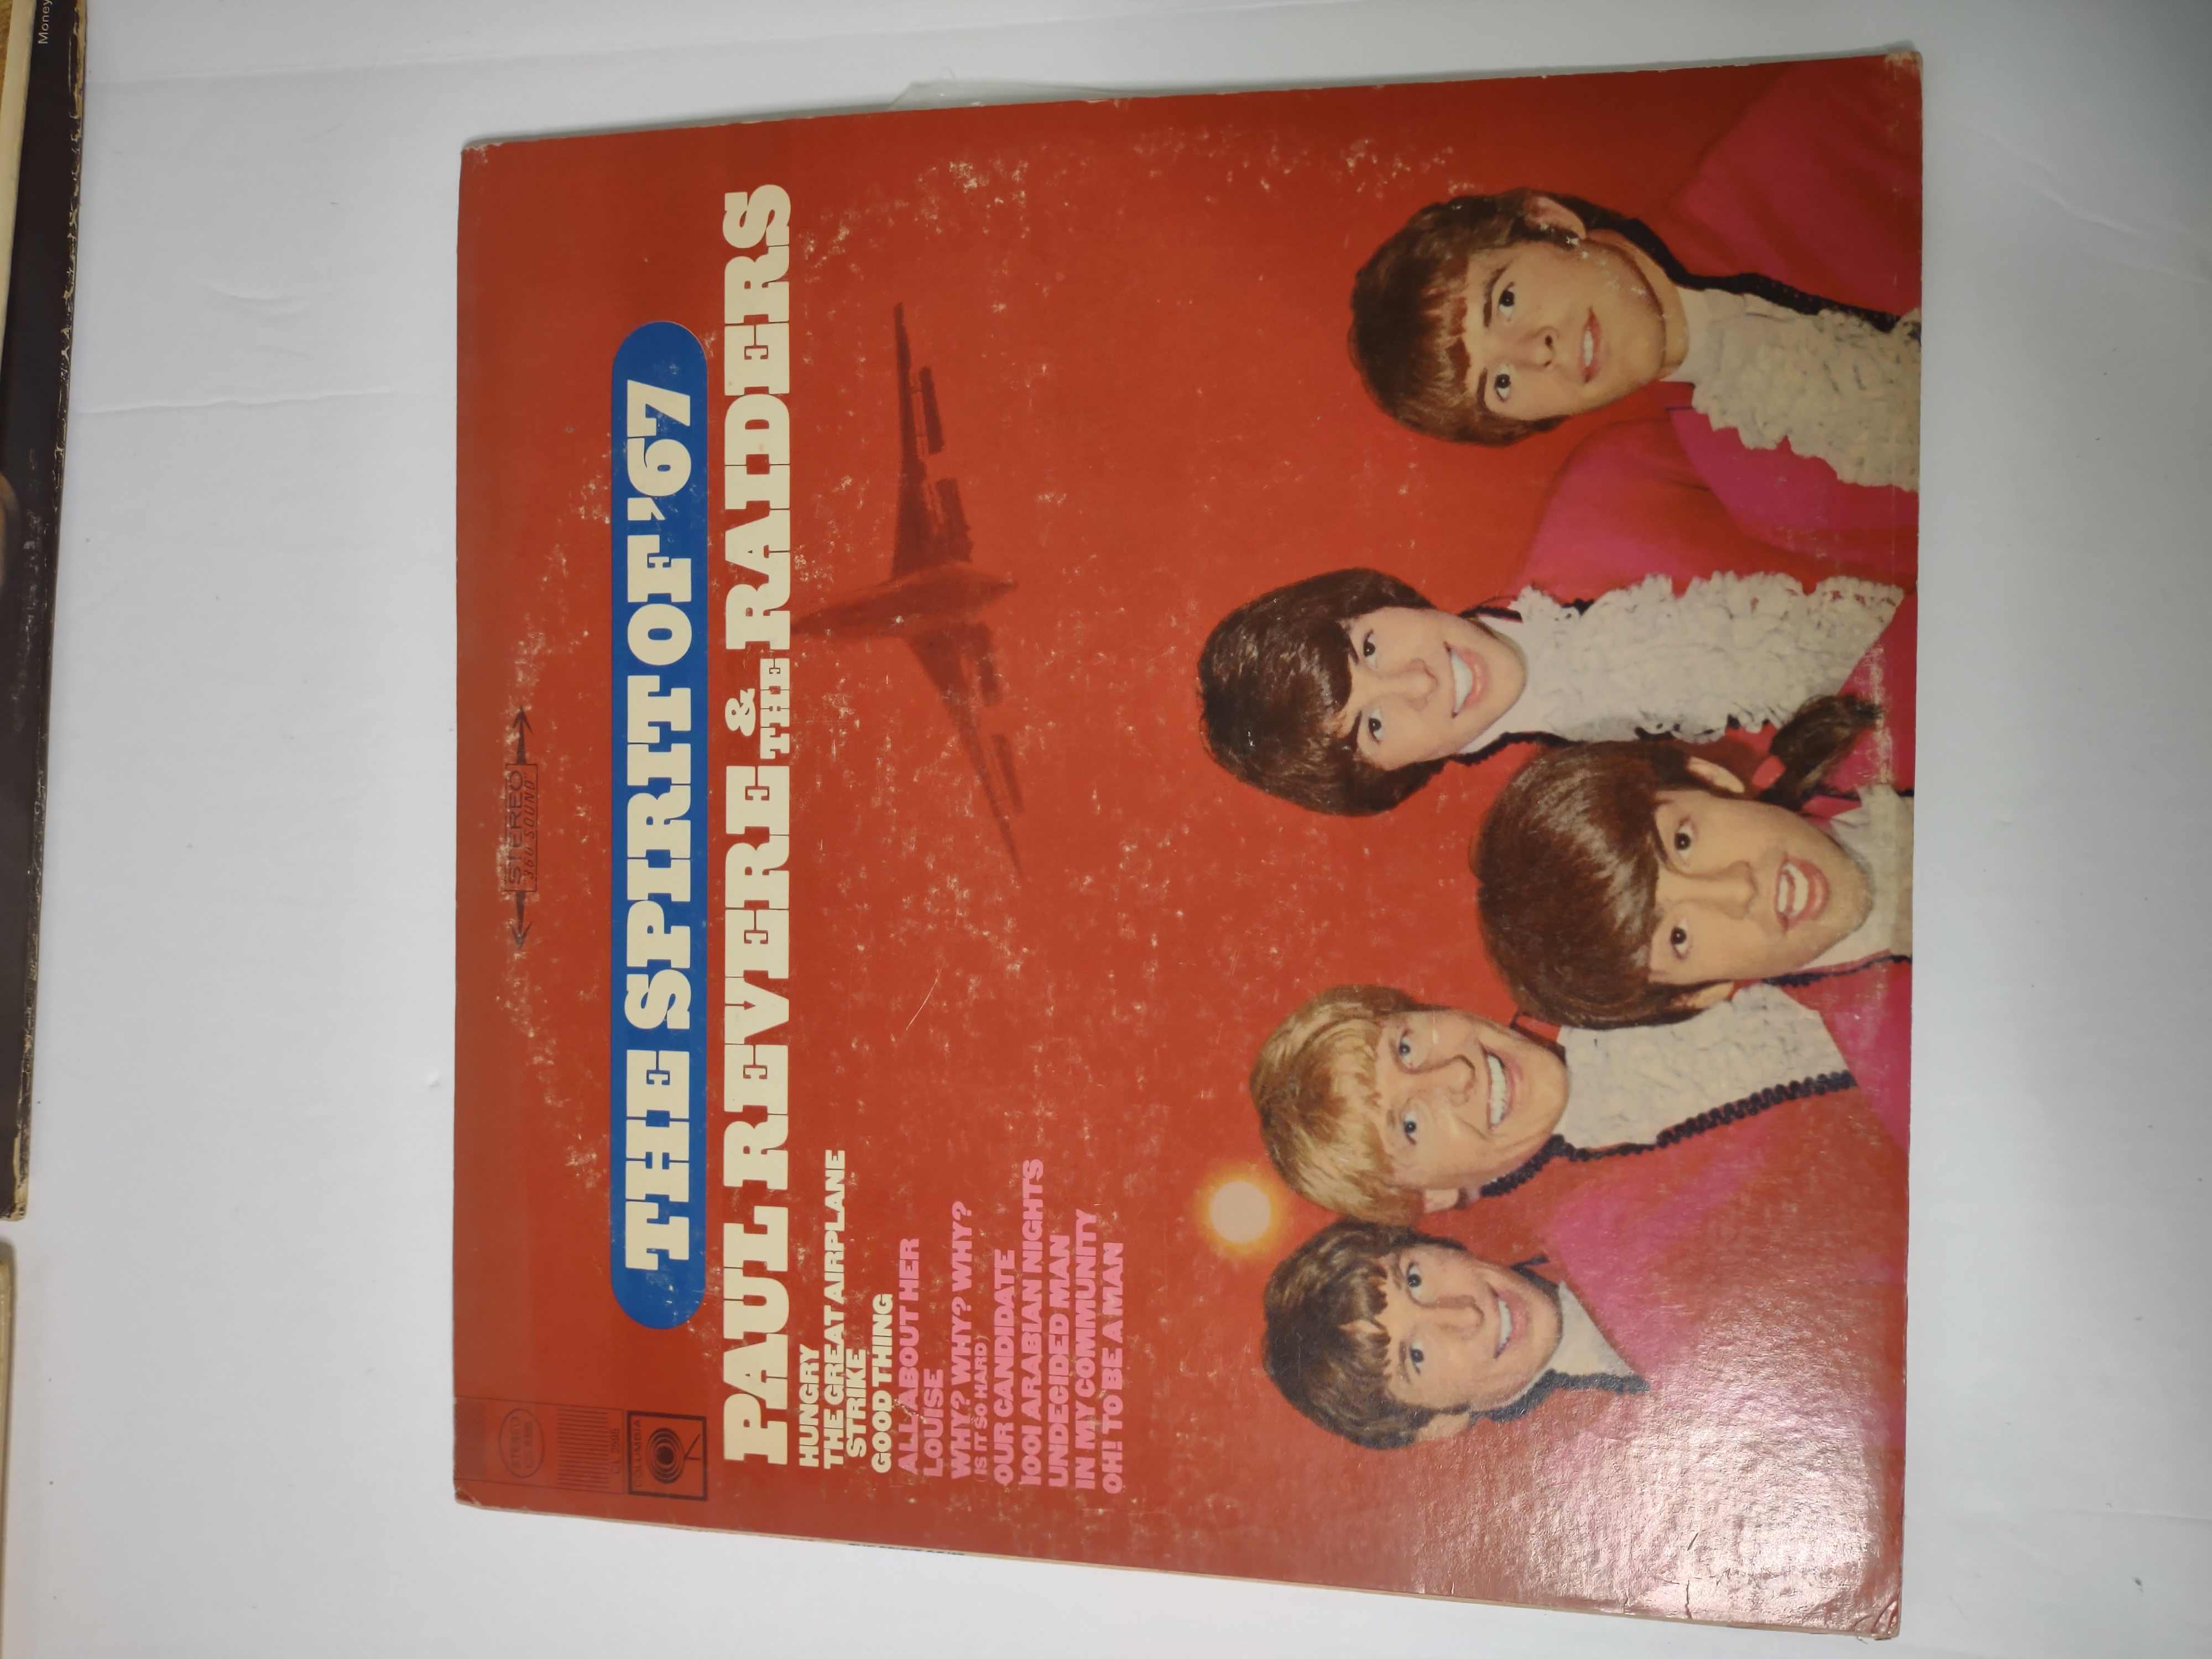 Money
STEREO
"360 SOUND"
THE SPIRIT OF '67
PAUL REVERE & THE RAIDERS
HUNGRY
THE GREAT AIRPLANE
STRIKE
GOOD THING
ALL ABOUT HER
LOUISE
WHY? WHY? WHY?
IS IT SO HARD)
OUR CANDIDATE
1001 ARABIAN NIGHTS
UNDECIDED MAN
IN MY COMMUNITY
OH! TO BE A MAN
STEREO
COLUMBIA